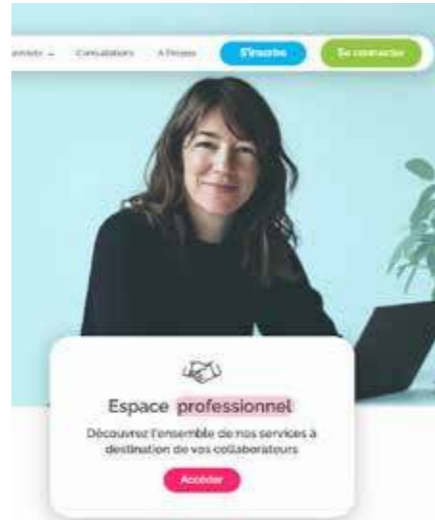 Consultations À Propos S'inscrire Se connecter
Espace professionnel
Découvrez l'ensemble de nos services à
destination de vos collaborateurs
Accéder